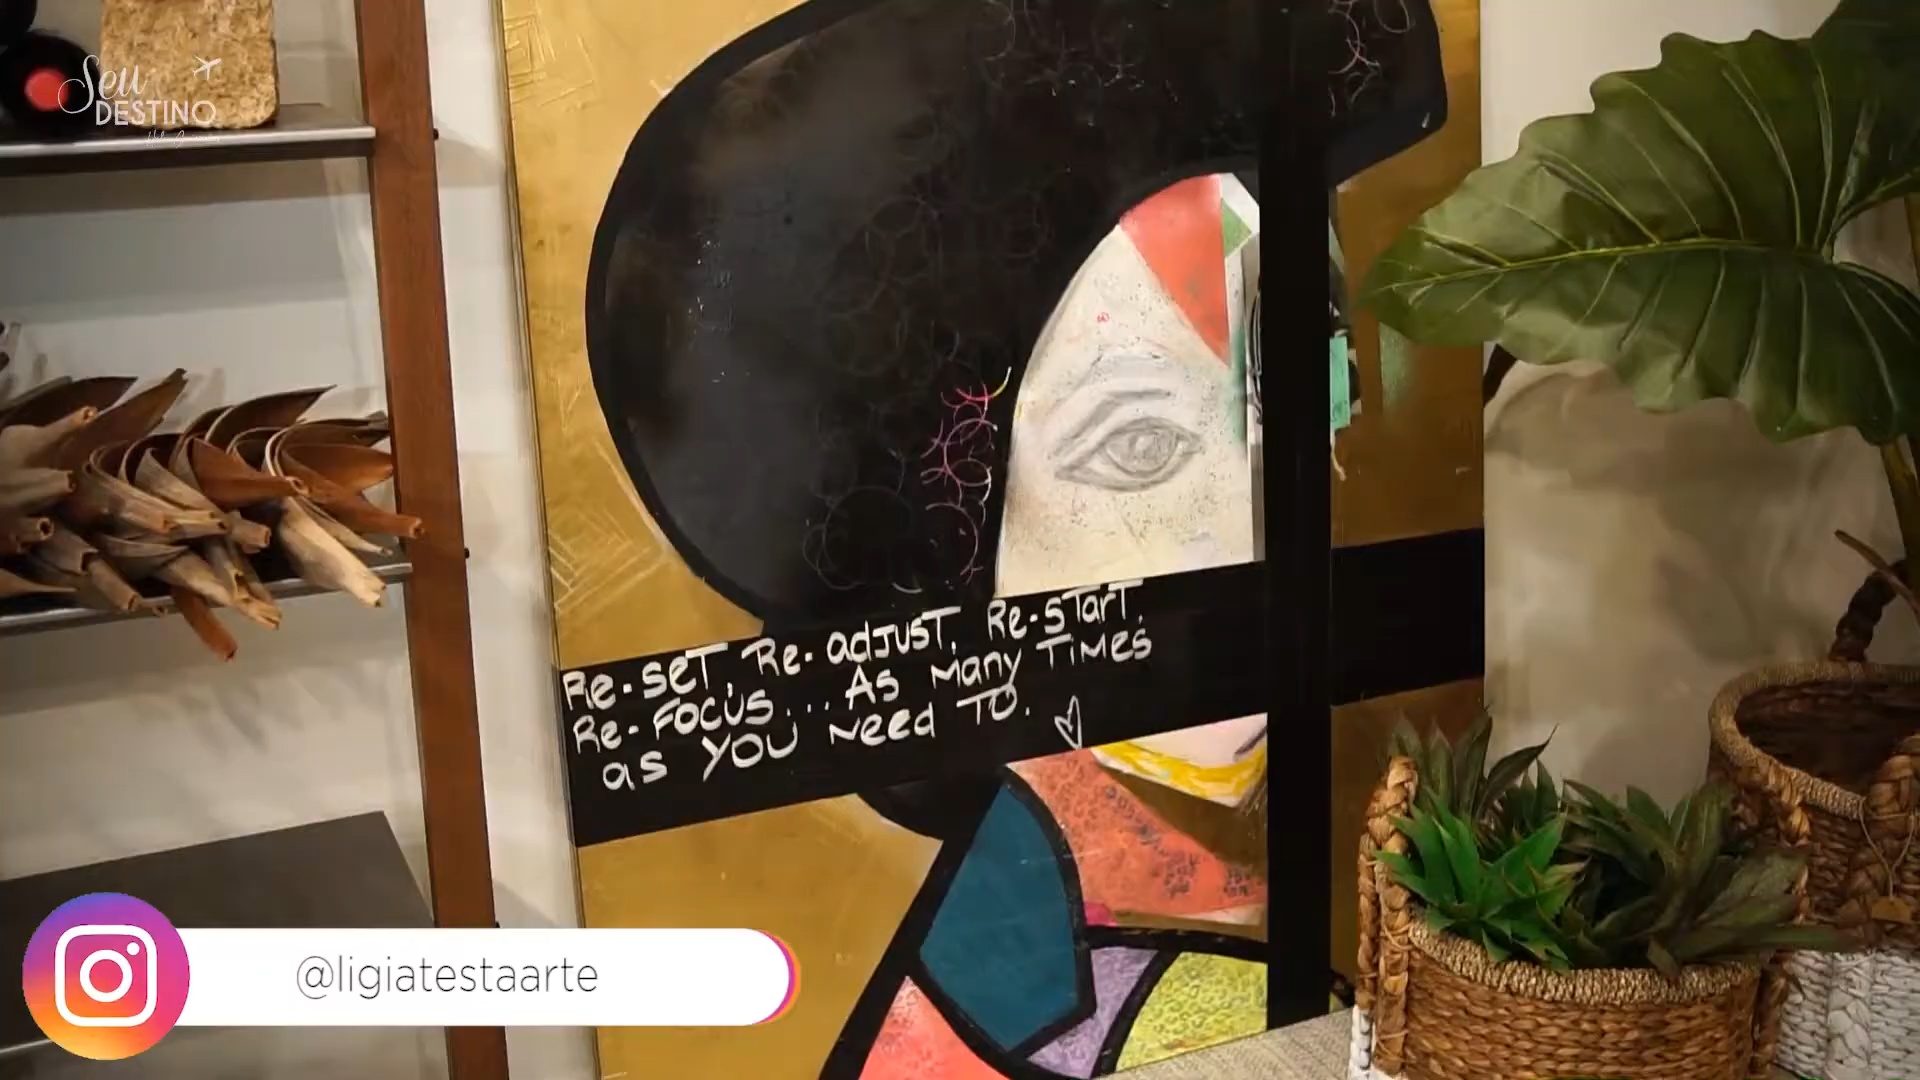 Seu
DESTINO
Re-set, Re-adjust, Re-start,
Re-focus... As Many Times
as you need to.
@ligiatestaarte